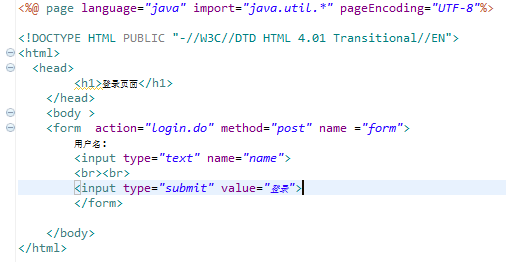 <%@ page language="java" import="java.util.*" pageEncoding="UTF-8"%>
<!DOCTYPE HTML PUBLIC "-//W3C//DTD HTML 4.01 Transitional//EN">
<html>
<head>
<h1>登录页面</h1>
</head>
<body >
<form  action="login.do" method="post" name ="form">
用户名:
<input type="text" name="name">
<br><br>
<input type="submit" value="登录">
</form>
</body>
</html>